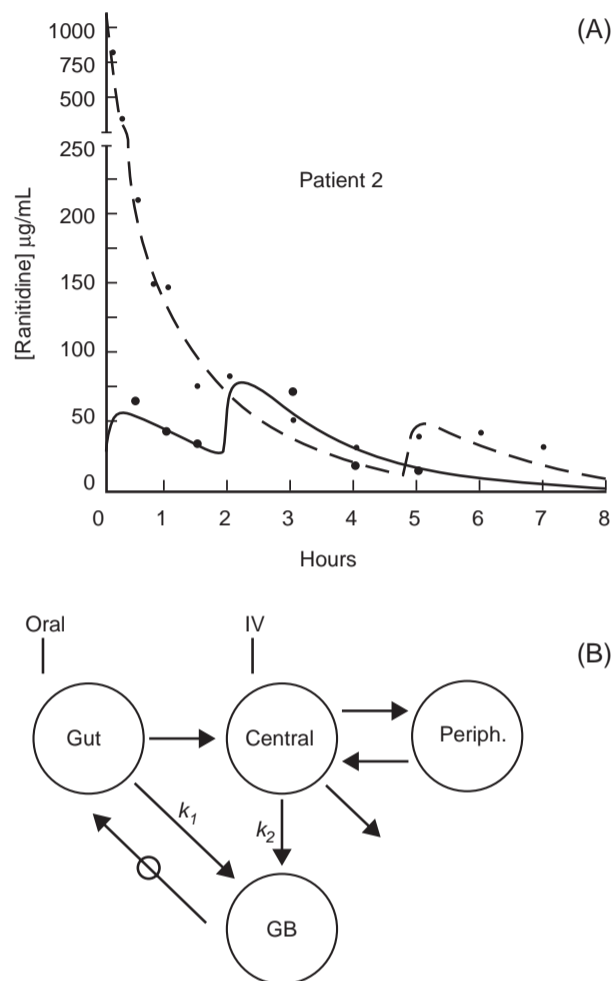 (A)
1000
750
500
250
200
150
100
50
0
[Ranitidine] μg/mL
Patient 2
0 1 2 3 4 5 6 7 8
Hours
(B)
Oral IV
Gut Central Periph.
k1 k2
GB